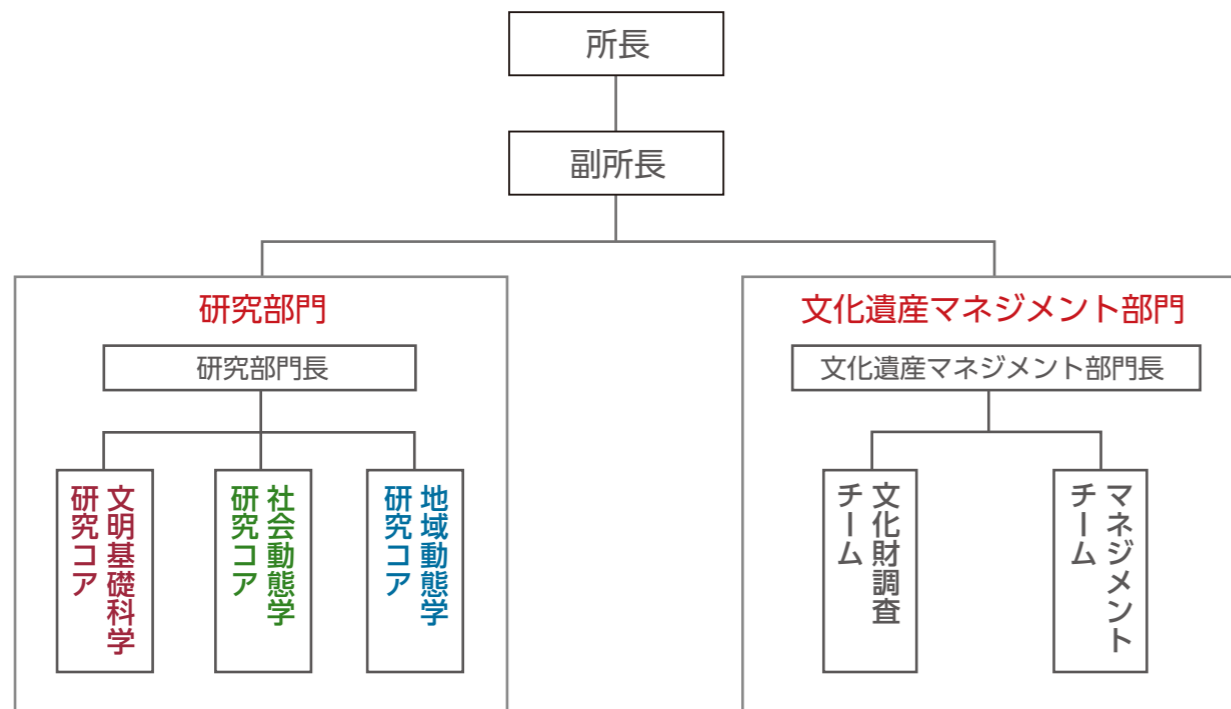 所長
副所長
研究部門
研究部門長
文明基礎科学
研究コア
社会動態学
研究コア
地域動態学
研究コア
文化遺産マネジメント部門
文化遺産マネジメント部門長
文化財調査
チーム
マネジメント
チーム